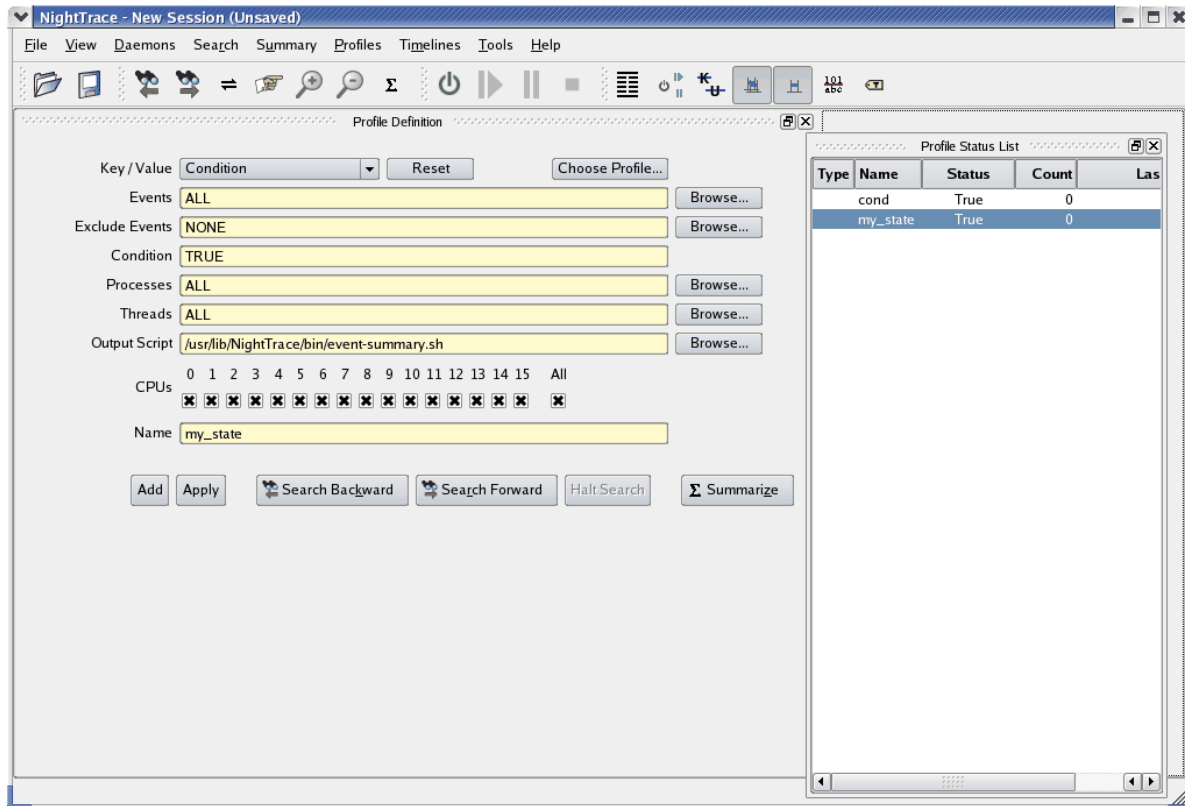 NightTrace - New Session (Unsaved)
File View Daemons Search Summary Profiles Timelines Tools Help
Σ
101
abc
Profile Definition
Key / Value Condition Reset Choose Profile...
Events ALL Browse...
Exclude Events NONE Browse...
Condition TRUE
Processes ALL Browse...
Threads ALL Browse...
Output Script /usr/lib/NightTrace/bin/event-summary.sh Browse...
0 1 2 3 4 5 6 7 8 9 10 11 12 13 14 15 All
CPUs
Name my_state
Add Apply Search Backward Search Forward Halt Search Σ Summarize
Profile Status List
Type Name Status Count Las
cond True 0
my_state True 0